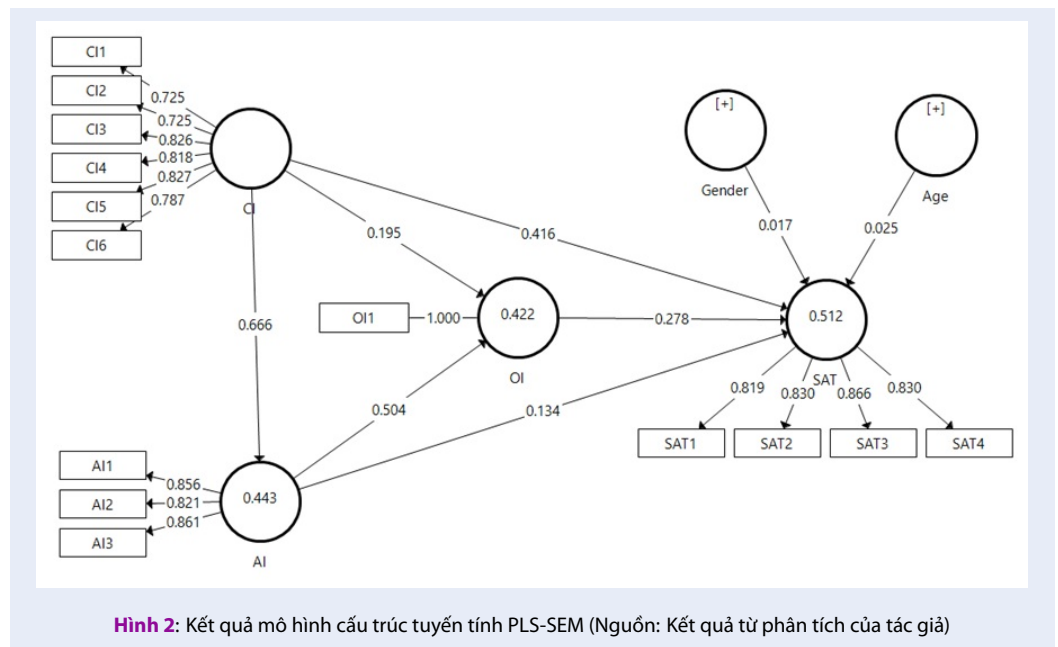 CI1
CI2
CI3
CI4
CI5
CI6
0.725
0.725
0.826
0.818
0.827
0.787
CI
[+]
Gender
[+]
Age
0.017
0.025
0.195
0.416
0.666
OI1
1.000
0.422
OI
0.278
0.512
SAT
0.504
0.134
0.819
0.830
0.866
0.830
SAT1
SAT2
SAT3
SAT4
AI1
AI2
AI3
0.856
0.821
0.861
0.443
AI
Hình 2: Kết quả mô hình cấu trúc tuyến tính PLS-SEM (Nguồn: Kết quả từ phân tích của tác giả)